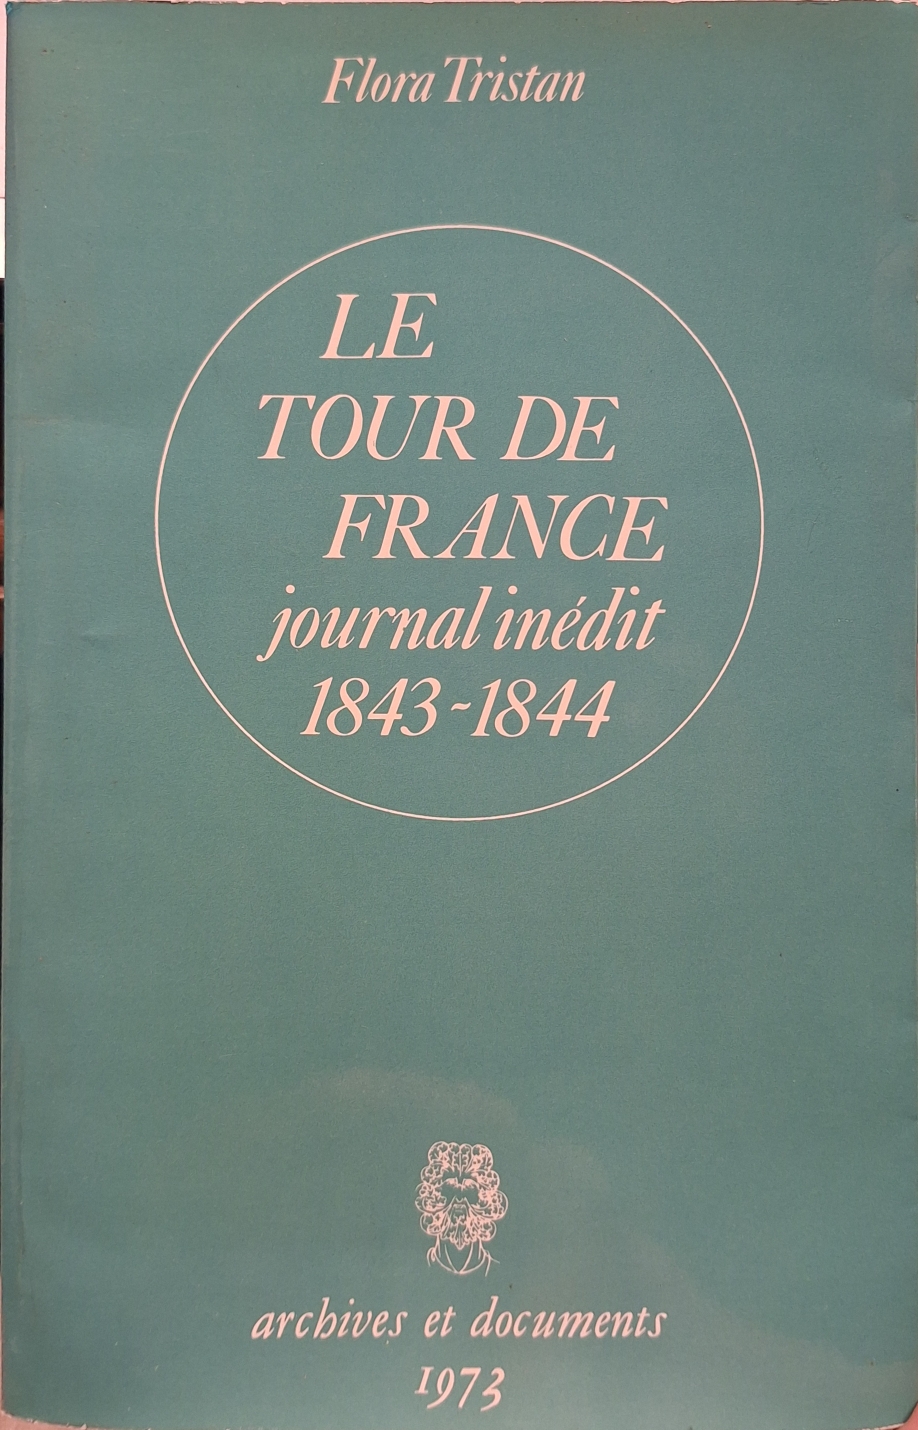 Flora Tristan
LE
TOUR DE
FRANCE
journal inédit
1843-1844
archives et documents
1973